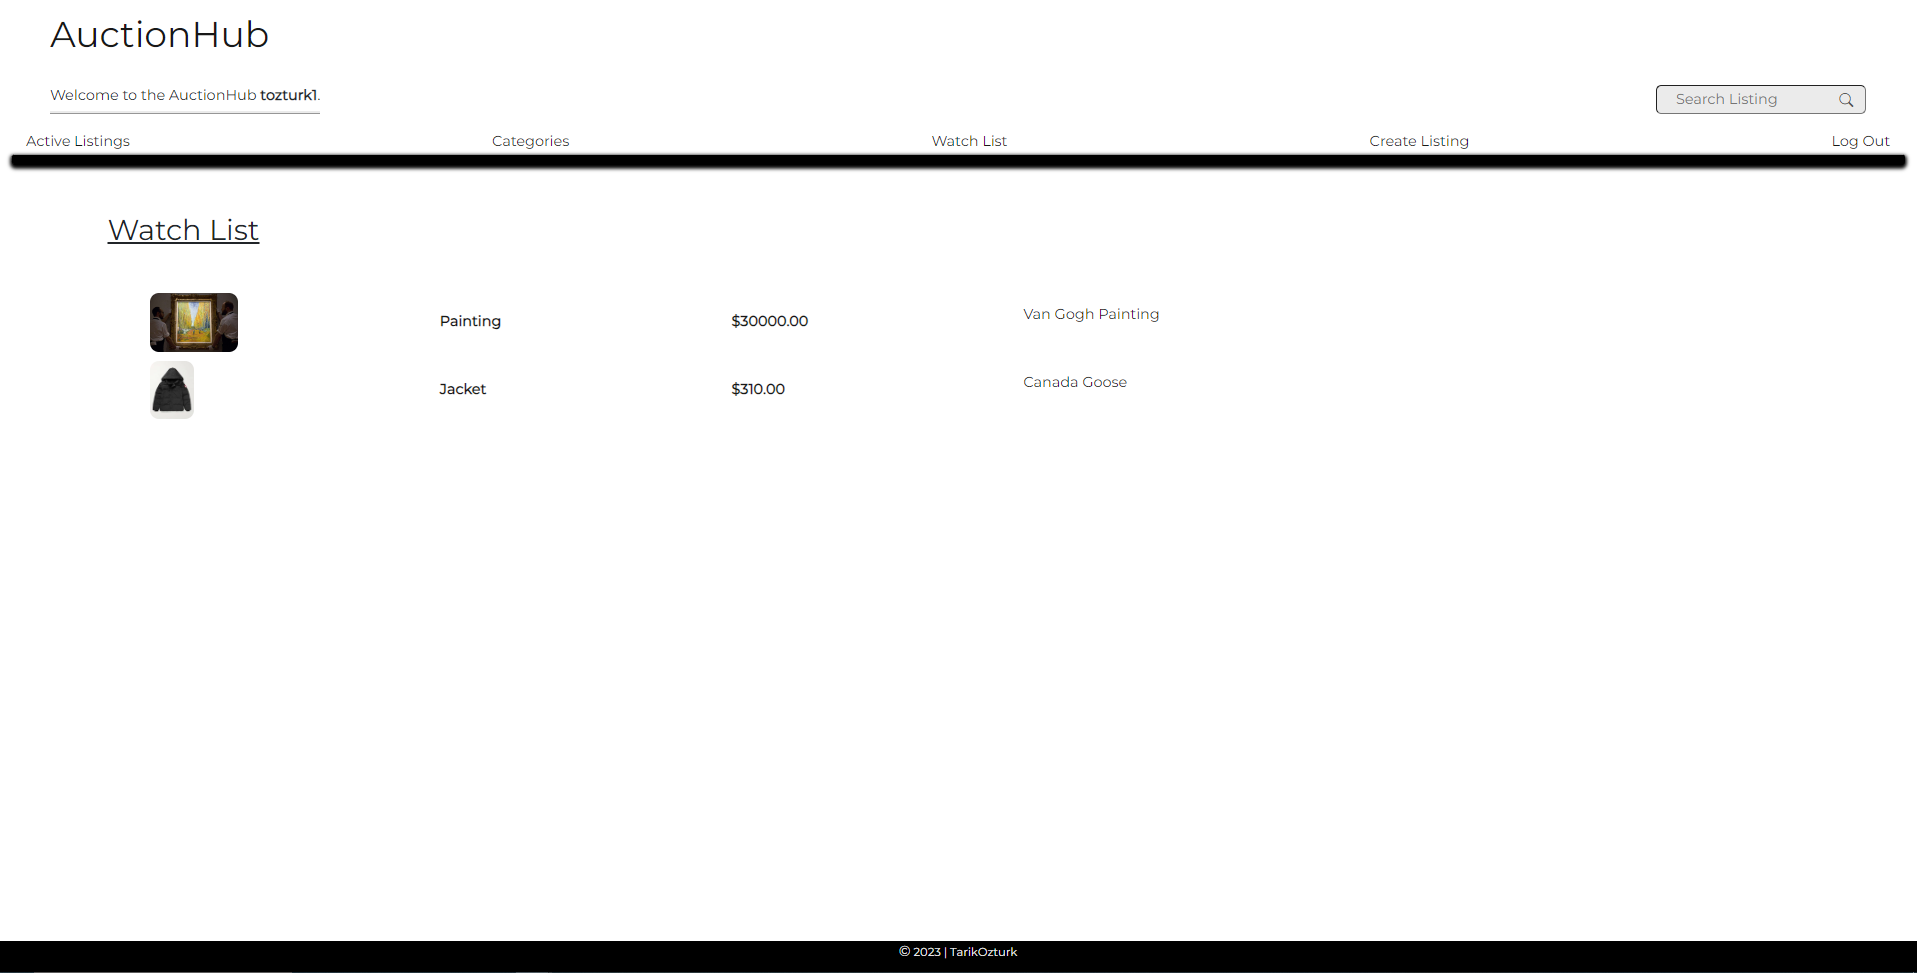 AuctionHub
Welcome to the AuctionHub tozturk1.
Search Listing
Active Listings Categories Watch List Create Listing Log Out
Watch List
Painting $30000.00 Van Gogh Painting
Jacket $310.00 Canada Goose
© 2023 | TarikOzturk